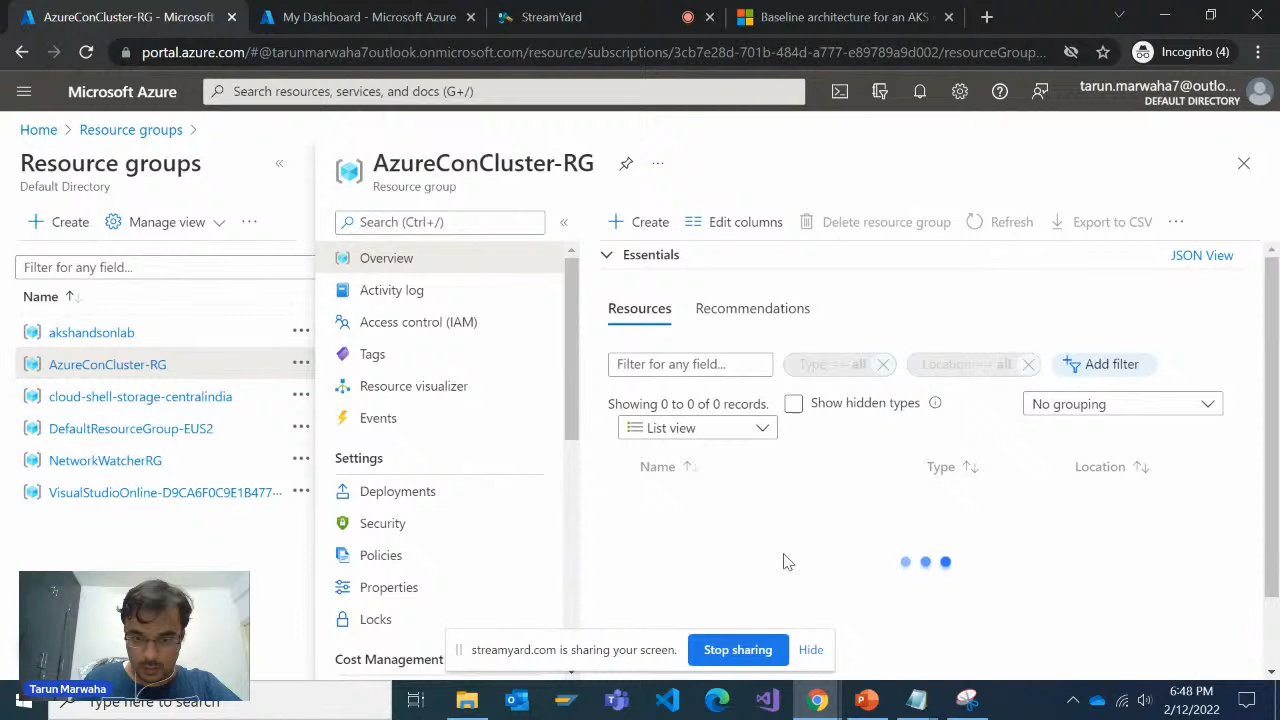 AzureConCluster-RG - Microsoft
My Dashboard - Microsoft Azure
StreamYard
Baseline architecture for an AKS
portal.azure.com/#@tarunmarwaha7outlook.onmicrosoft.com/resource/subscriptions/3cb7e28d-701b-484d-a777-e89789a9d002/resourceGroup...
Incognito (4)
Microsoft Azure
Search resources, services, and docs (G+/)
tarun.marwaha7@outlo...
DEFAULT DIRECTORY
Home > Resource groups >
Resource groups
Default Directory
Create
Manage view
Filter for any field...
Name
akshandsonlab
AzureConCluster-RG
cloud-shell-storage-centralindia
DefaultResourceGroup-EUS2
NetworkWatcherRG
VisualStudioOnline-D9CA6F0C9E1B477...
AzureConCluster-RG
Resource group
Search (Ctrl+/)
Overview
Activity log
Access control (IAM)
Tags
Resource visualizer
Events
Settings
Deployments
Security
Policies
Properties
Locks
Cost Management
Create
Edit columns
Delete resource group
Refresh
Export to CSV
Essentials
JSON View
Resources
Recommendations
Filter for any field...
Type == all
Location == all
Add filter
Showing 0 to 0 of 0 records.
Show hidden types
No grouping
List view
Name
Type
Location
streamyard.com is sharing your screen.
Stop sharing
Hide
Tarun Marwaha
Type here to search
6:48 PM
2/12/2022